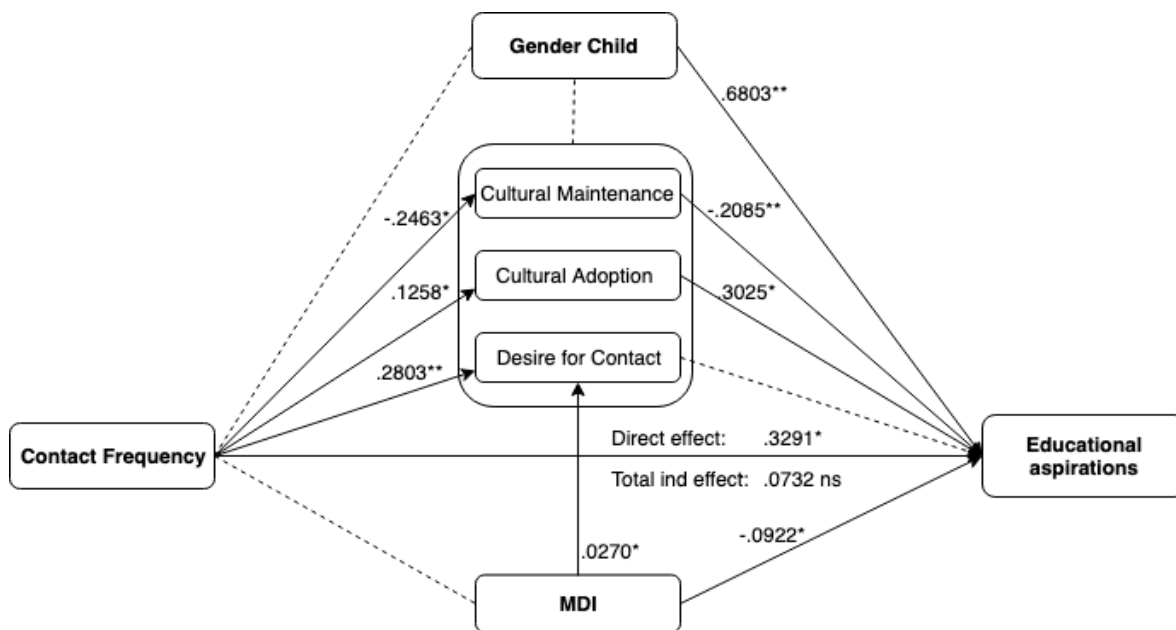 Gender Child
.6803**
Cultural Maintenance
-.2463*
-.2085**
Cultural Adoption
.1258*
.3025*
Desire for Contact
.2803**
Contact Frequency
Direct effect: .3291*
Total ind effect: .0732 ns
Educational
aspirations
.0270*
-.0922*
MDI